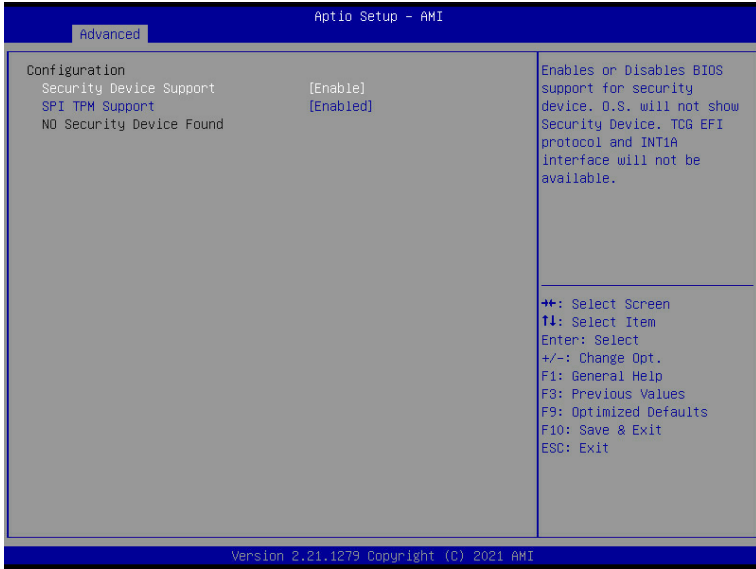 Aptio Setup – AMI
Advanced
Configuration
Security Device Support [Enable]
SPI TPM Support [Enabled]
NO Security Device Found
Enables or Disables BIOS
support for security
device. O.S. will not show
Security Device. TCG EFI
protocol and INT1A
interface will not be
available.
→←: Select Screen
↑↓: Select Item
Enter: Select
+/-: Change Opt.
F1: General Help
F3: Previous Values
F9: Optimized Defaults
F10: Save & Exit
ESC: Exit
Version 2.21.1279 Copyright (C) 2021 AMI